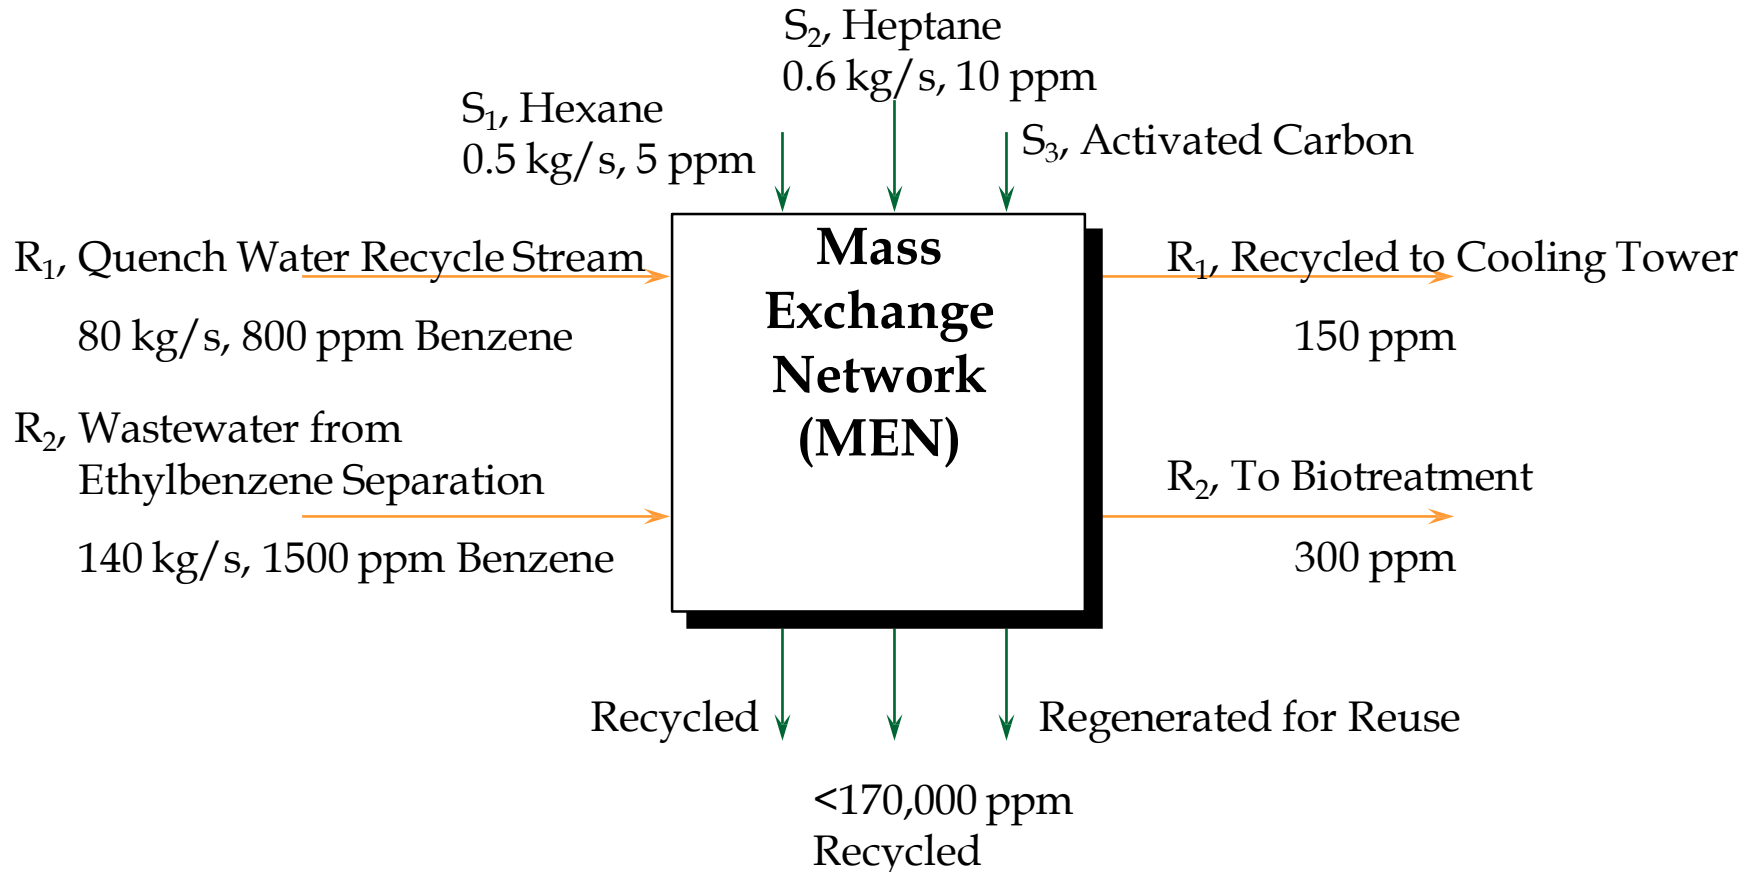 S₂, Heptane
0.6 kg/s, 10 ppm
S₁, Hexane
0.5 kg/s, 5 ppm
S₃, Activated Carbon
R₁, Quench Water Recycle Stream
80 kg/s, 800 ppm Benzene
Mass
Exchange
Network
(MEN)
R₁, Recycled to Cooling Tower
150 ppm
R₂, Wastewater from
Ethylbenzene Separation
140 kg/s, 1500 ppm Benzene
R₂, To Biotreatment
300 ppm
Recycled
Regenerated for Reuse
<170,000 ppm
Recycled